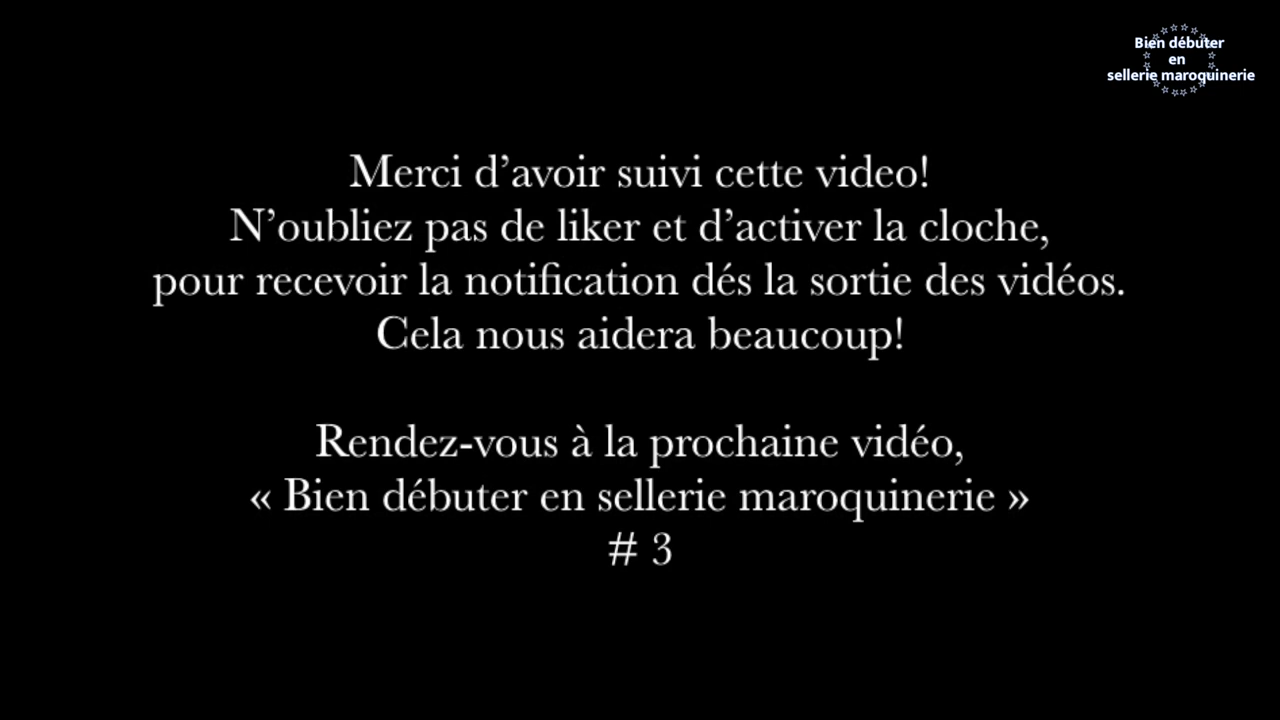 Bien débuter
en
sellerie maroquinerie
Merci d’avoir suivi cette video!
N’oubliez pas de liker et d’activer la cloche,
pour recevoir la notification dés la sortie des vidéos.
Cela nous aidera beaucoup!
Rendez-vous à la prochaine vidéo,
« Bien débuter en sellerie maroquinerie »
# 3